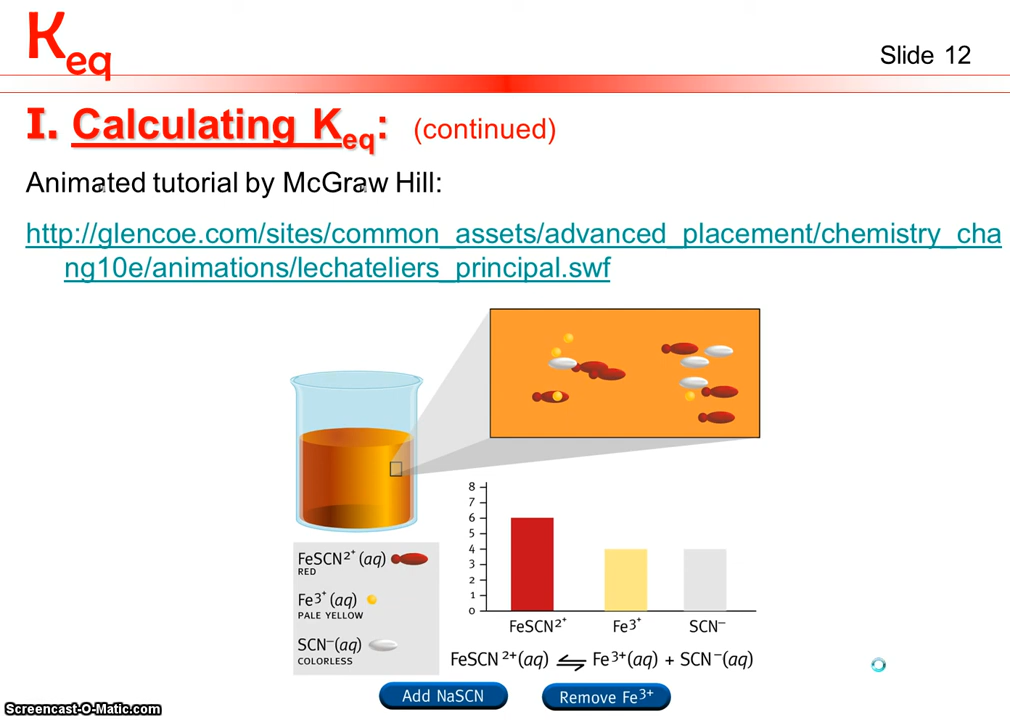 Keq
Slide 12
I. Calculating Keq: (continued)
Animated tutorial by McGraw Hill:
http://glencoe.com/sites/common_assets/advanced_placement/chemistry_cha
ng10e/animations/lechateliers_principal.swf
8
7
6
5
4
3
2
1
0
FeSCN²⁺ Fe³⁺ SCN⁻
FeSCN²⁺(aq) ⇌ Fe³⁺(aq) + SCN⁻(aq)
FeSCN²⁺(aq)
RED
Fe³⁺(aq)
PALE YELLOW
SCN⁻(aq)
COLORLESS
Add NaSCN
Remove Fe³⁺
Screencast-O-Matic.com